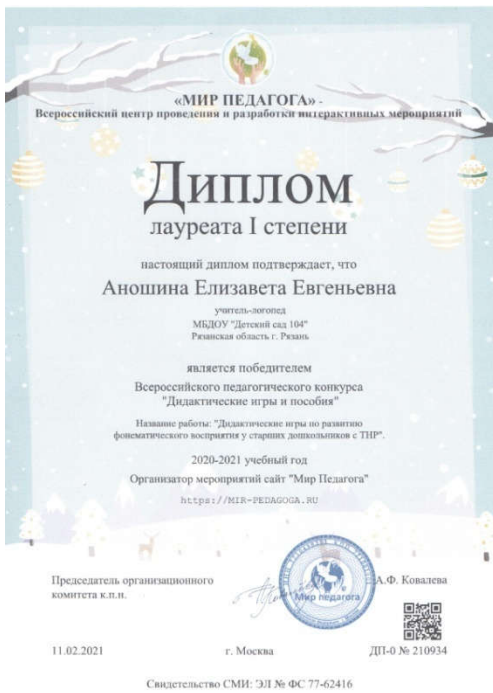 «МИР ПЕДАГОГА» -
Всероссийский центр проведения и разработки интерактивных мероприятий
Диплом
лауреата I степени
настоящий диплом подтверждает, что
Аношина Елизавета Евгеньевна
учитель-логопед
МБДОУ "Детский сад 104"
Рязанская область г. Рязань
является победителем
Всероссийского педагогического конкурса
"Дидактические игры и пособия"
Название работы: "Дидактические игры по развитию
фонематического восприятия у старших дошкольников с ТНР".
2020-2021 учебный год
Организатор мероприятий сайт "Мир Педагога"
https://MIR-PEDAGOGA.RU
Председатель организационного
комитета к.п.н.
А.Ф. Ковалева
Мир педагога
11.02.2021
г. Москва
ДП-0 № 210934
Свидетельство СМИ: ЭЛ № ФС 77-62416